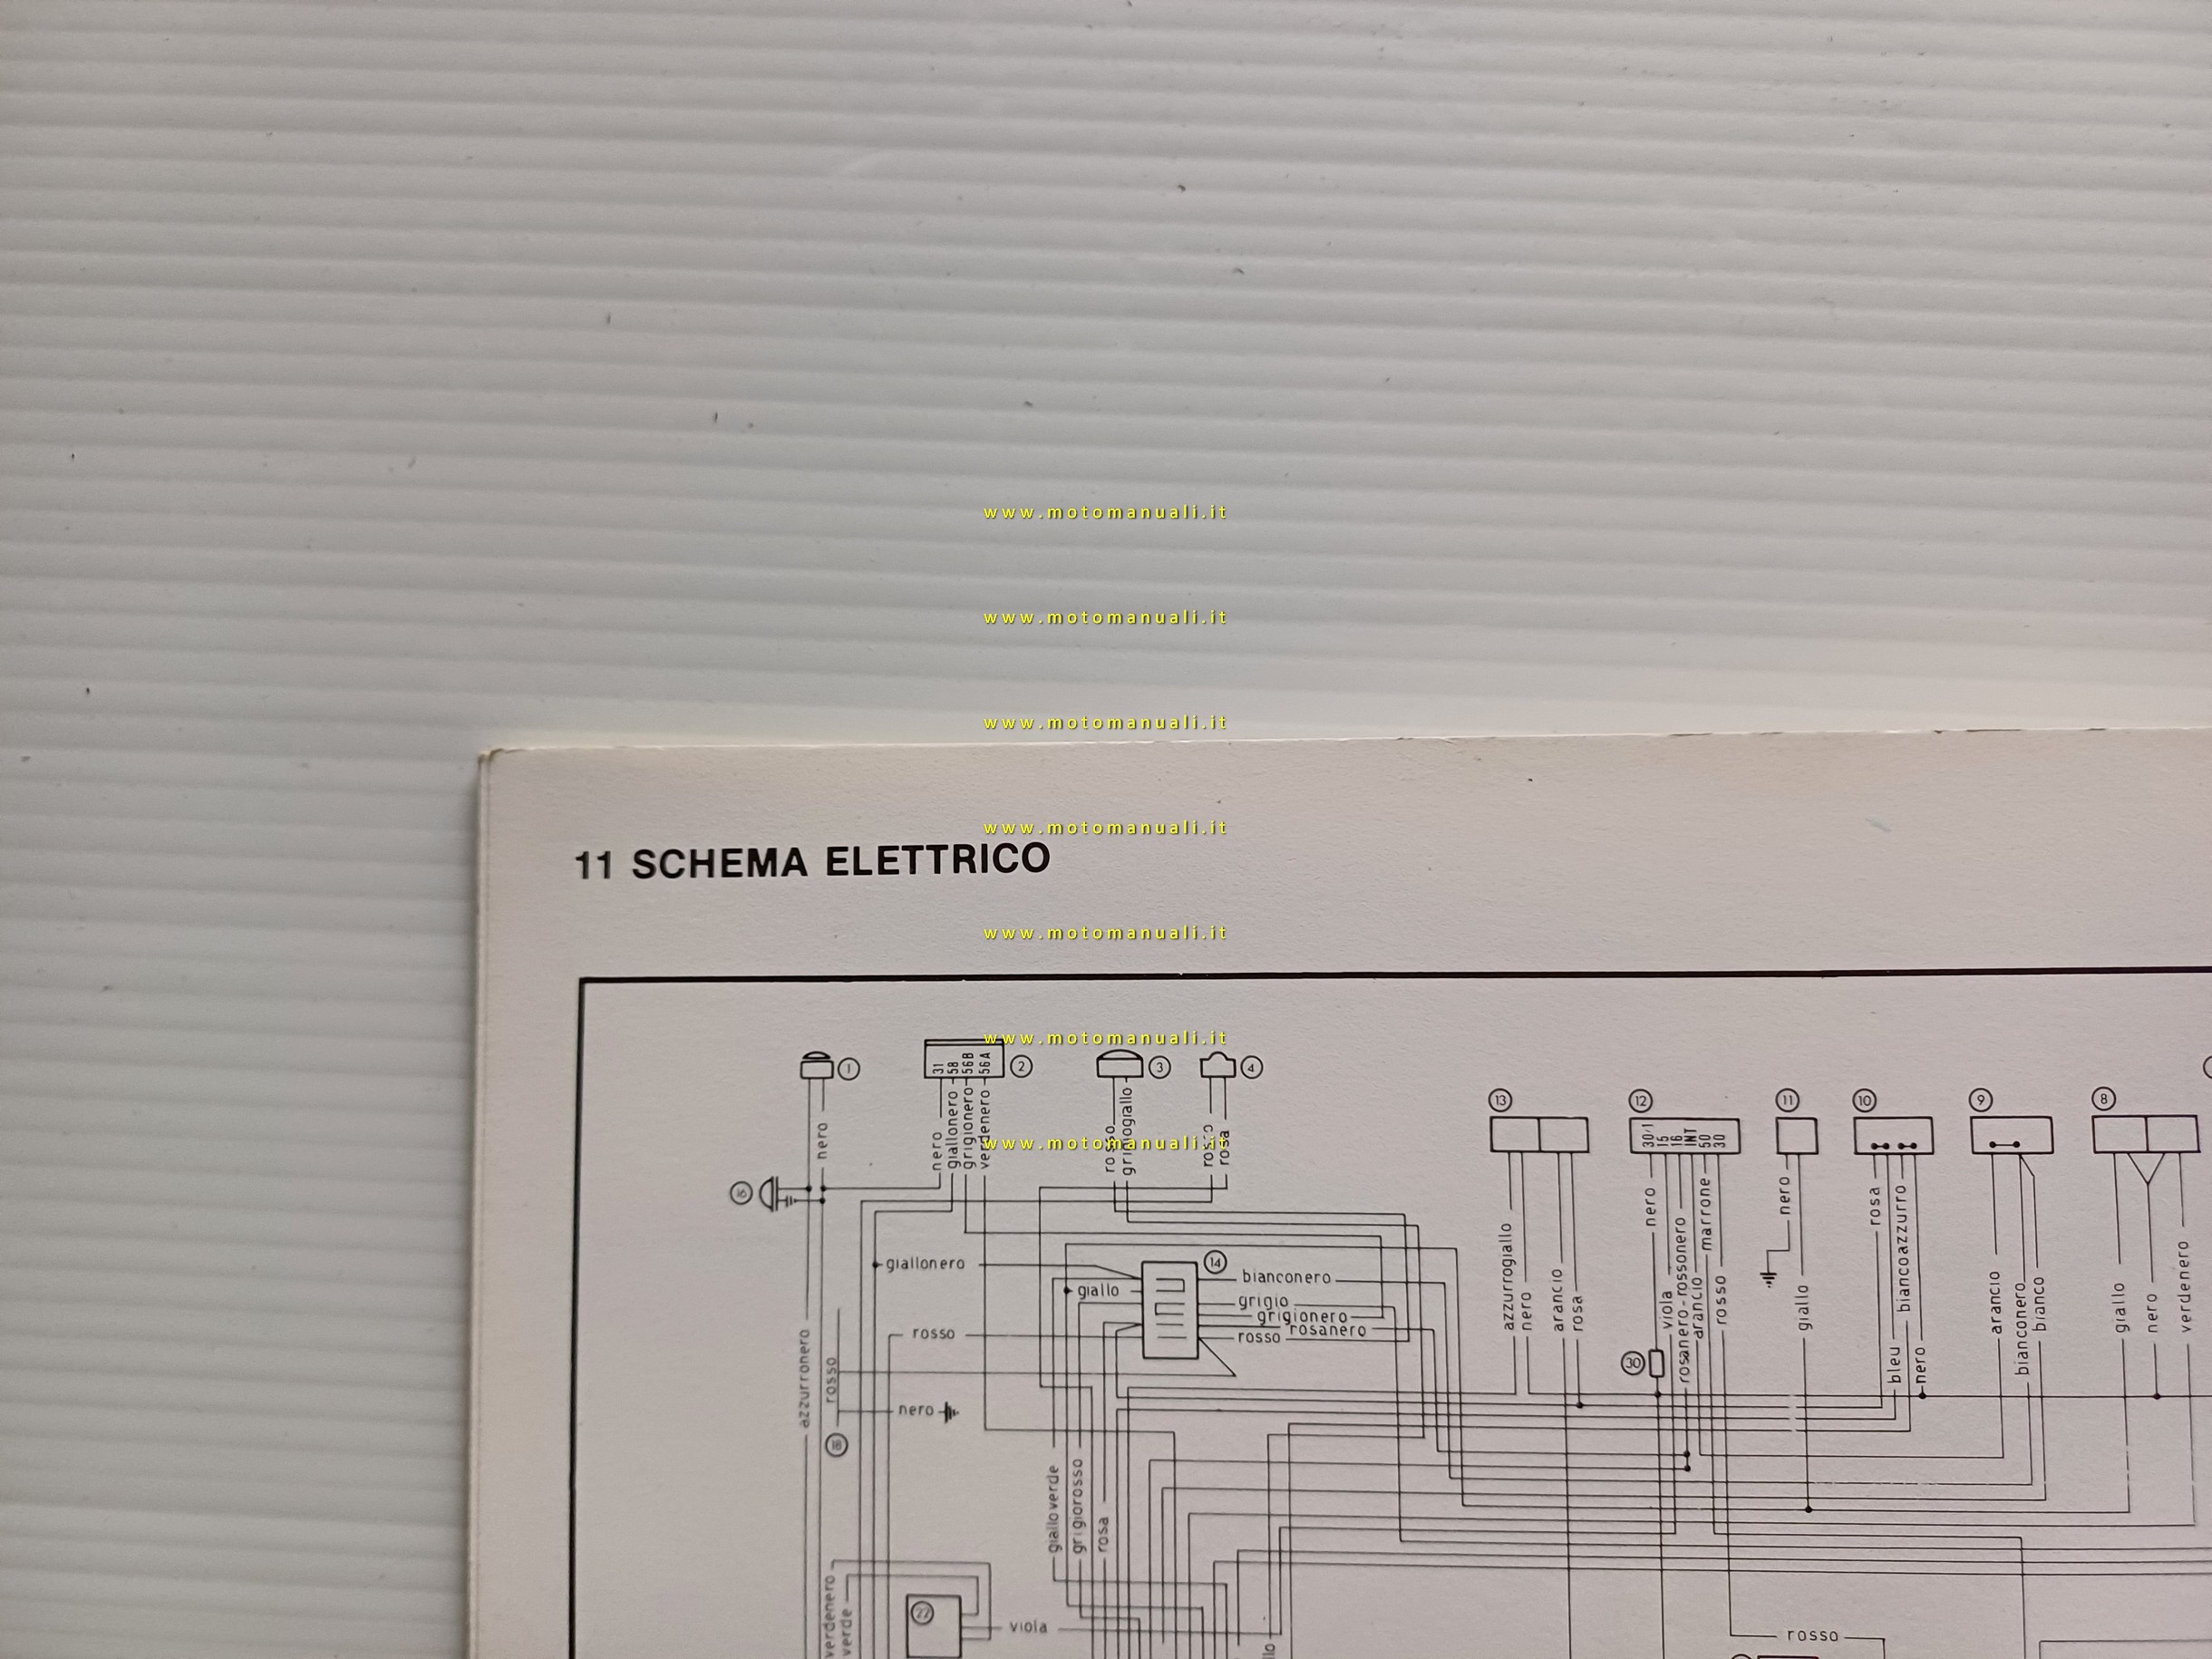 www.motomanuali.it
www.motomanuali.it
www.motomanuali.it
www.motomanuali.it
11 SCHEMA ELETTRICO
www.motomanuali.it
www.motomanuali.it
1
31
58
56B
56A
2
3
4
13
12
11
10
9
8
30/1
15
16
INT
50
30
www.motomanuali.it
nero
nero
giallonero
grigionero
verdenero
rosso
grigiogiallo
rosso
rosa
azzurrogiallo
nero
arancio
rosa
nero
viola
rosanero-rossonero
arancio
marrone
rosso
nero
giallo
rosa
bleu
biancoazzurro
nero
arancio
bianconero
bianco
giallo
nero
verdenero
giallonero
14
giallo
bianconero
grigio
grigionero
rosanero
rosso
rosso
30
azzurronero
rosso
nero
gialloverde
grigiorosso
rosa
verdenero
verde
27
viola
rosso